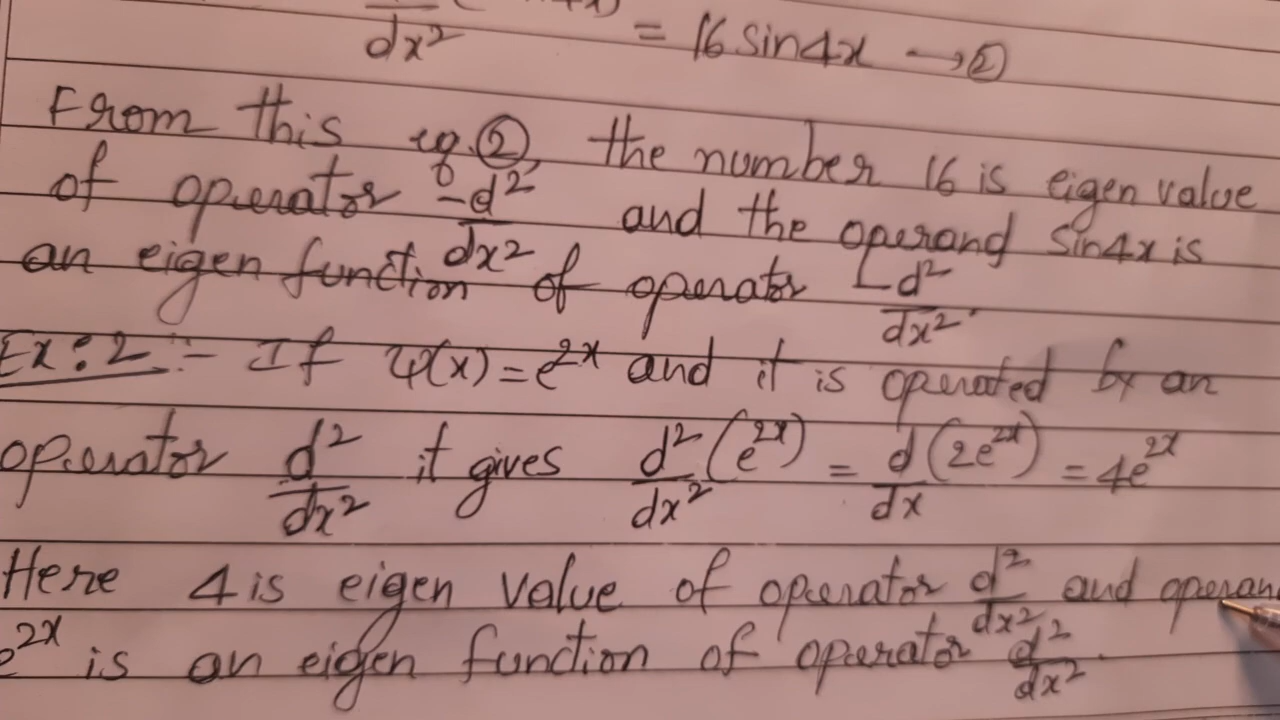 dx² = 16 sin4x → ②
From this eq. ②, the number 16 is eigen value
of operator -d²/dx² and the operand sin4x is
an eigen function of operator -d²/dx².
Ex: 2 :- If ψ(x) = e^2x and it is operated by an
operator d²/dx² it gives d²/dx² (e^2x) = d/dx (2e^2x) = 4e^2x
Here 4 is eigen value of operator d²/dx² and operan
e^2x is an eigen function of operator d²/dx².